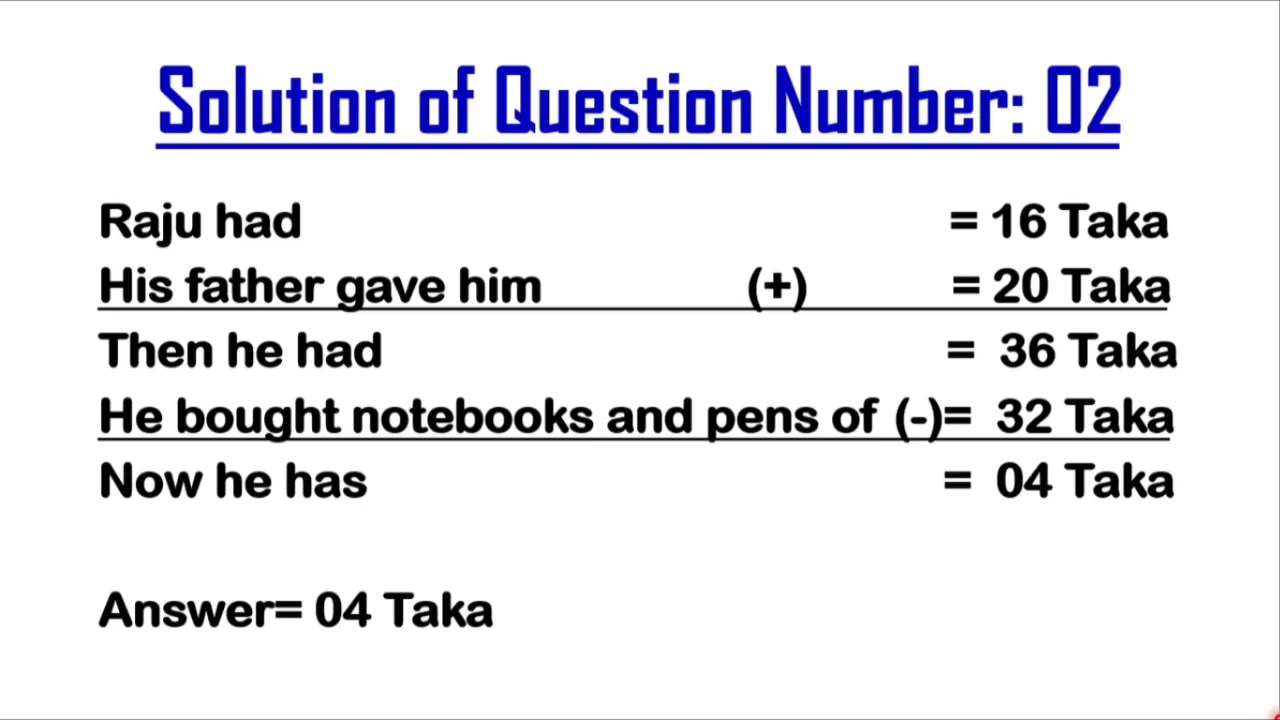 Solution of Question Number: 02
Raju had = 16 Taka
His father gave him (+) = 20 Taka
Then he had = 36 Taka
He bought notebooks and pens of (-)= 32 Taka
Now he has = 04 Taka
Answer= 04 Taka